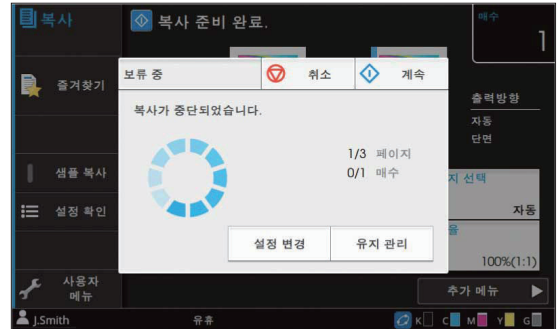 복사
복사 준비 완료.
매수
1
즐겨찾기
보류 중
취소
계속
복사가 중단되었습니다.
1/3 페이지
0/1 매수
설정 변경
유지 관리
출력방향
자동
단면
샘플 복사
지 선택
자동
설정 확인
율
100%(1:1)
사용자
메뉴
추가 메뉴
J.Smith
유휴
K C M Y G